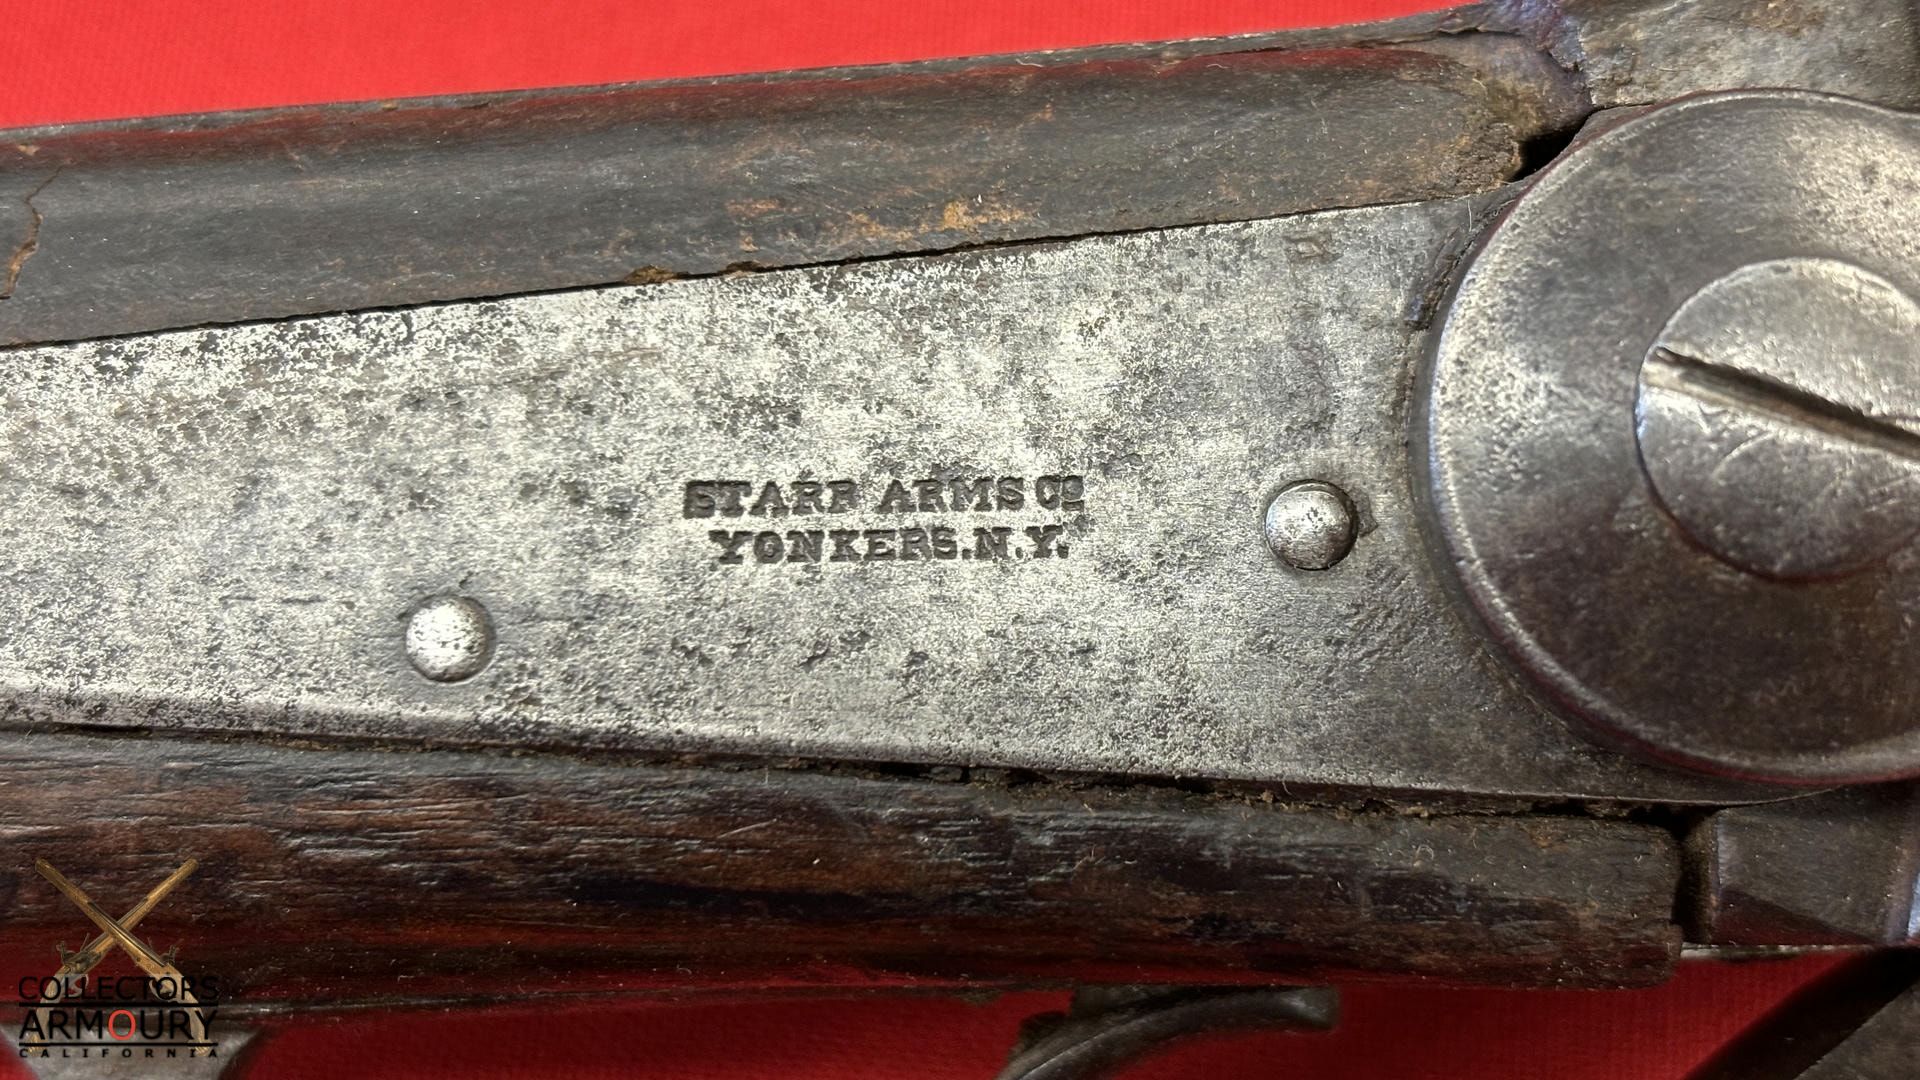 STARR ARMS Co
YONKERS.N.Y.
COLLECTORS
ARMOURY
CALIFORNIA